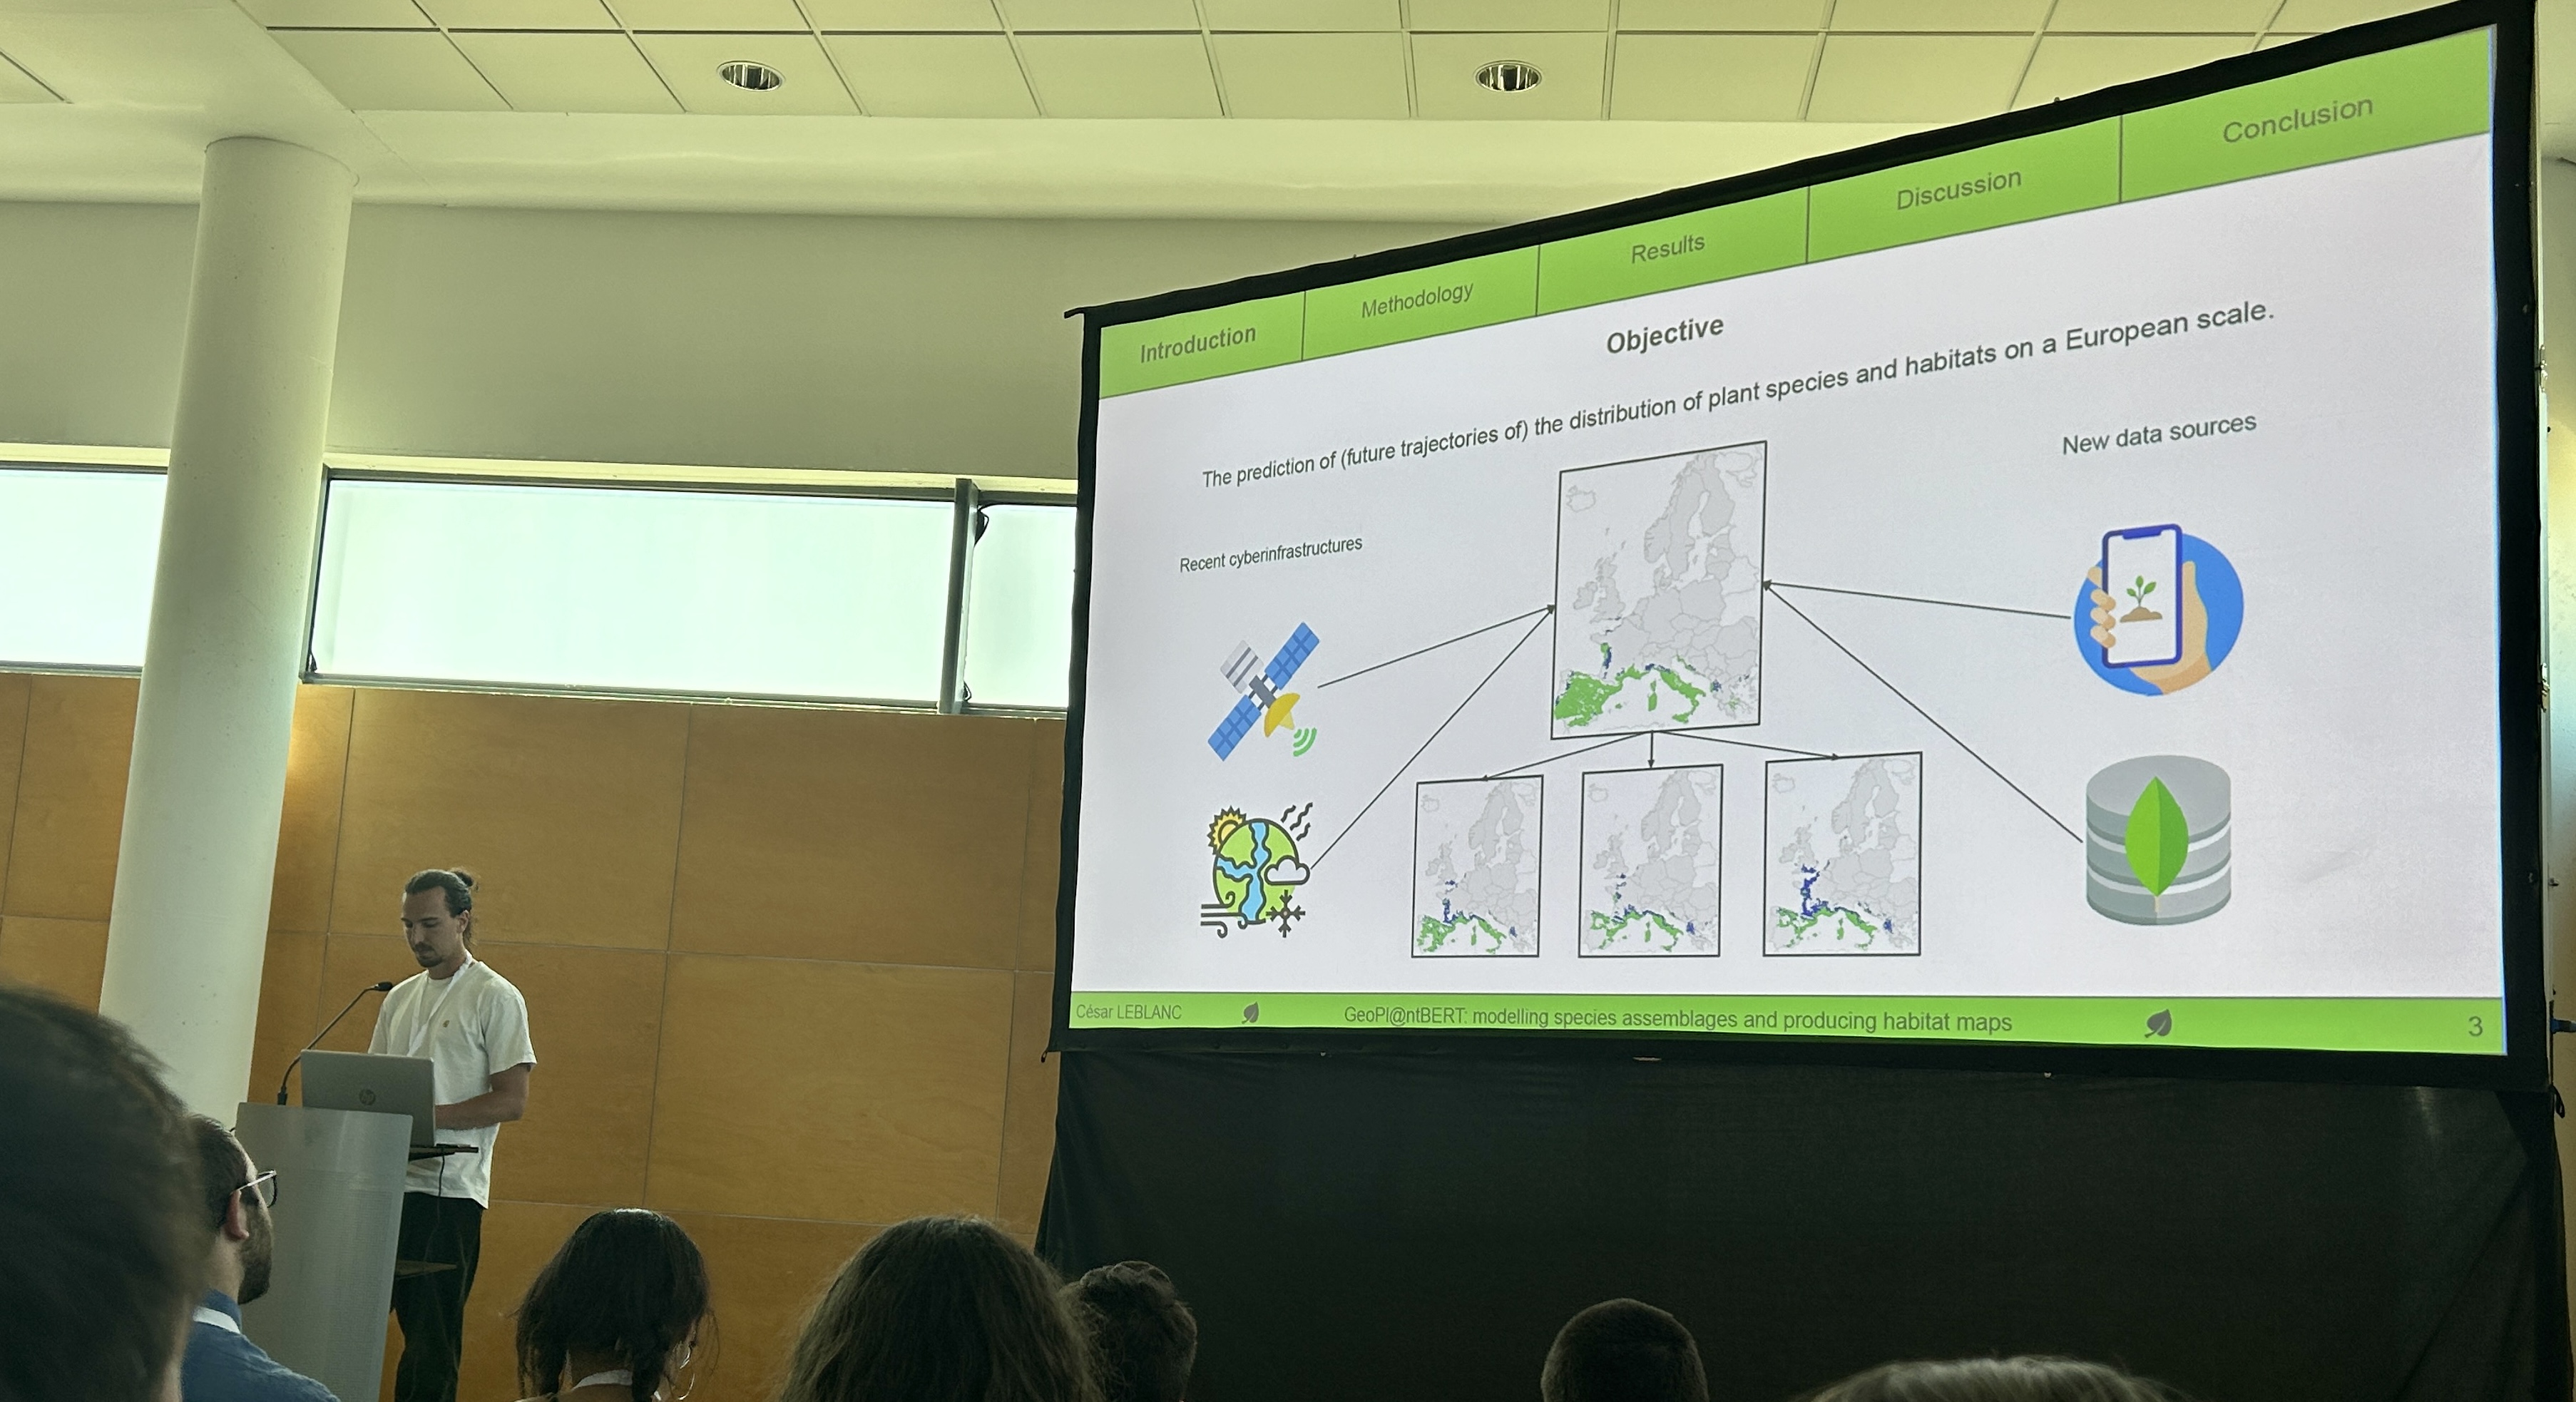 Introduction
Methodology
Results
Discussion
Conclusion
Objective
The prediction of (future trajectories of) the distribution of plant species and habitats on a European scale.
Recent cyberinfrastructures
New data sources
César LEBLANC
GeoPl@ntBERT: modelling species assemblages and producing habitat maps
3
hp